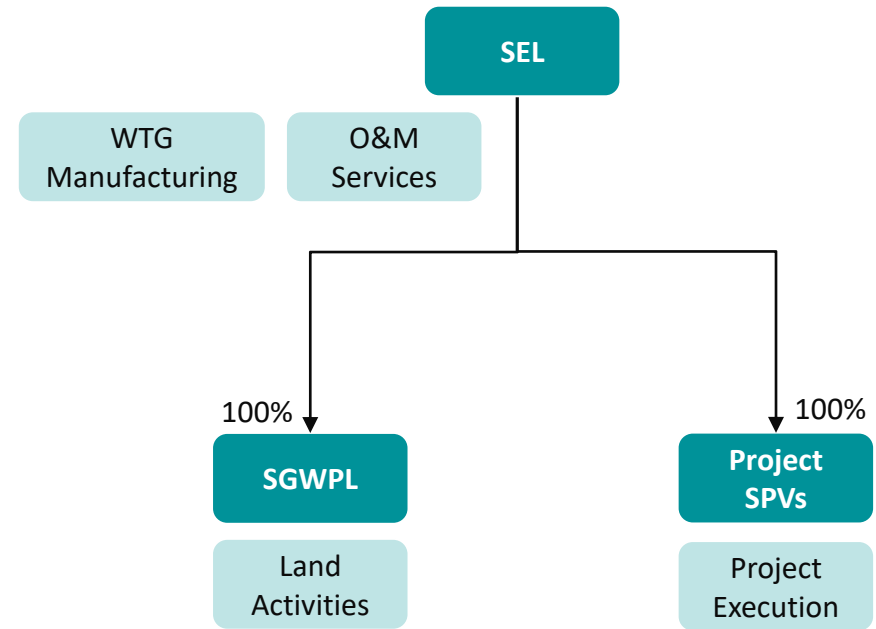 SEL
WTG
Manufacturing
O&M
Services
100%
100%
SGWPL
Project
SPVs
Land
Activities
Project
Execution